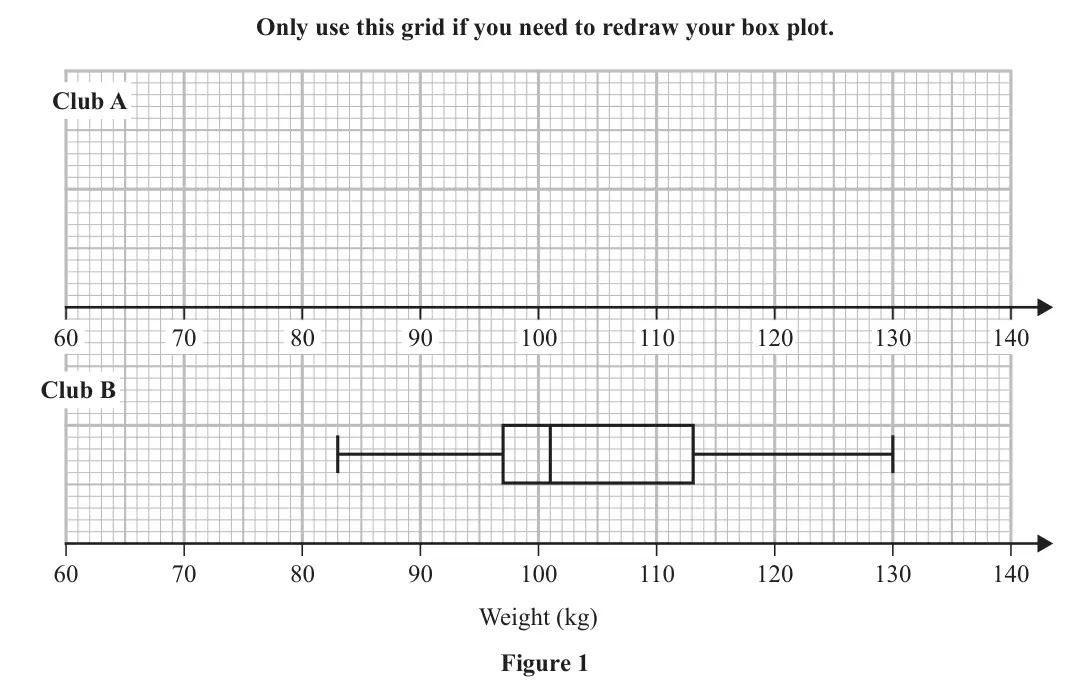 Only use this grid if you need to redraw your box plot.
Club A
60 70 80 90 100 110 120 130 140
Club B
60 70 80 90 100 110 120 130 140
Weight (kg)
Figure 1